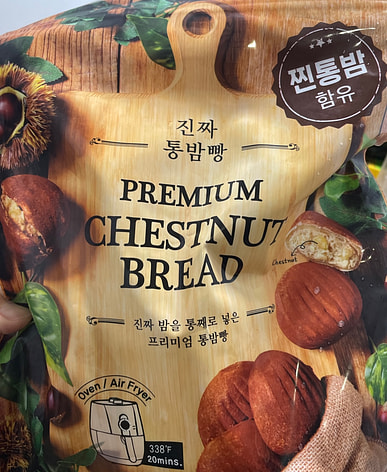 찐통밤
함유
진짜
통밤빵
PREMIUM
CHESTNUT
BREAD
Chestnut
진짜 밤을 통째로 넣은
프리미엄 통밤빵
Oven / Air Fryer
338°F
20mins.